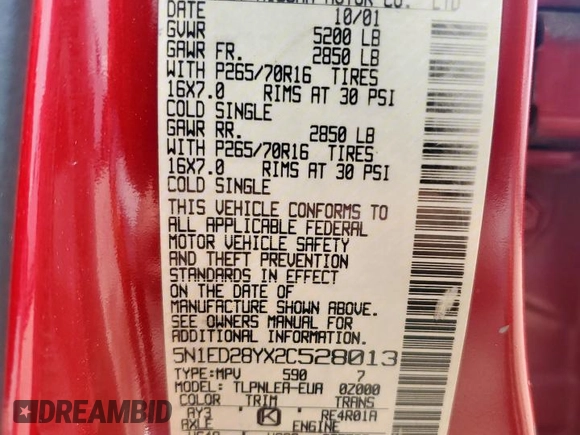 MOTOR CO. LTD
DATE 10/01
GVWR 5200 LB
GAWR FR. 2850 LB
WITH P265/70R16 TIRES
16X7.0 RIMS AT 30 PSI
COLD SINGLE
GAWR RR. 2850 LB
WITH P265/70R16 TIRES
16X7.0 RIMS AT 30 PSI
COLD SINGLE
THIS VEHICLE CONFORMS TO
ALL APPLICABLE FEDERAL
MOTOR VEHICLE SAFETY
AND THEFT PREVENTION
STANDARDS IN EFFECT
ON THE DATE OF
MANUFACTURE SHOWN ABOVE.
SEE OWNERS MANUAL FOR
ADDITIONAL INFORMATION.
5N1ED28YX2C528013
TYPE:MPV 590 7
MODEL: TLPNLEA-EUA 0Z000
COLOR TRIM TRANS
AY3 K RE4R01A
AXLE ENGINE
DREAMBID